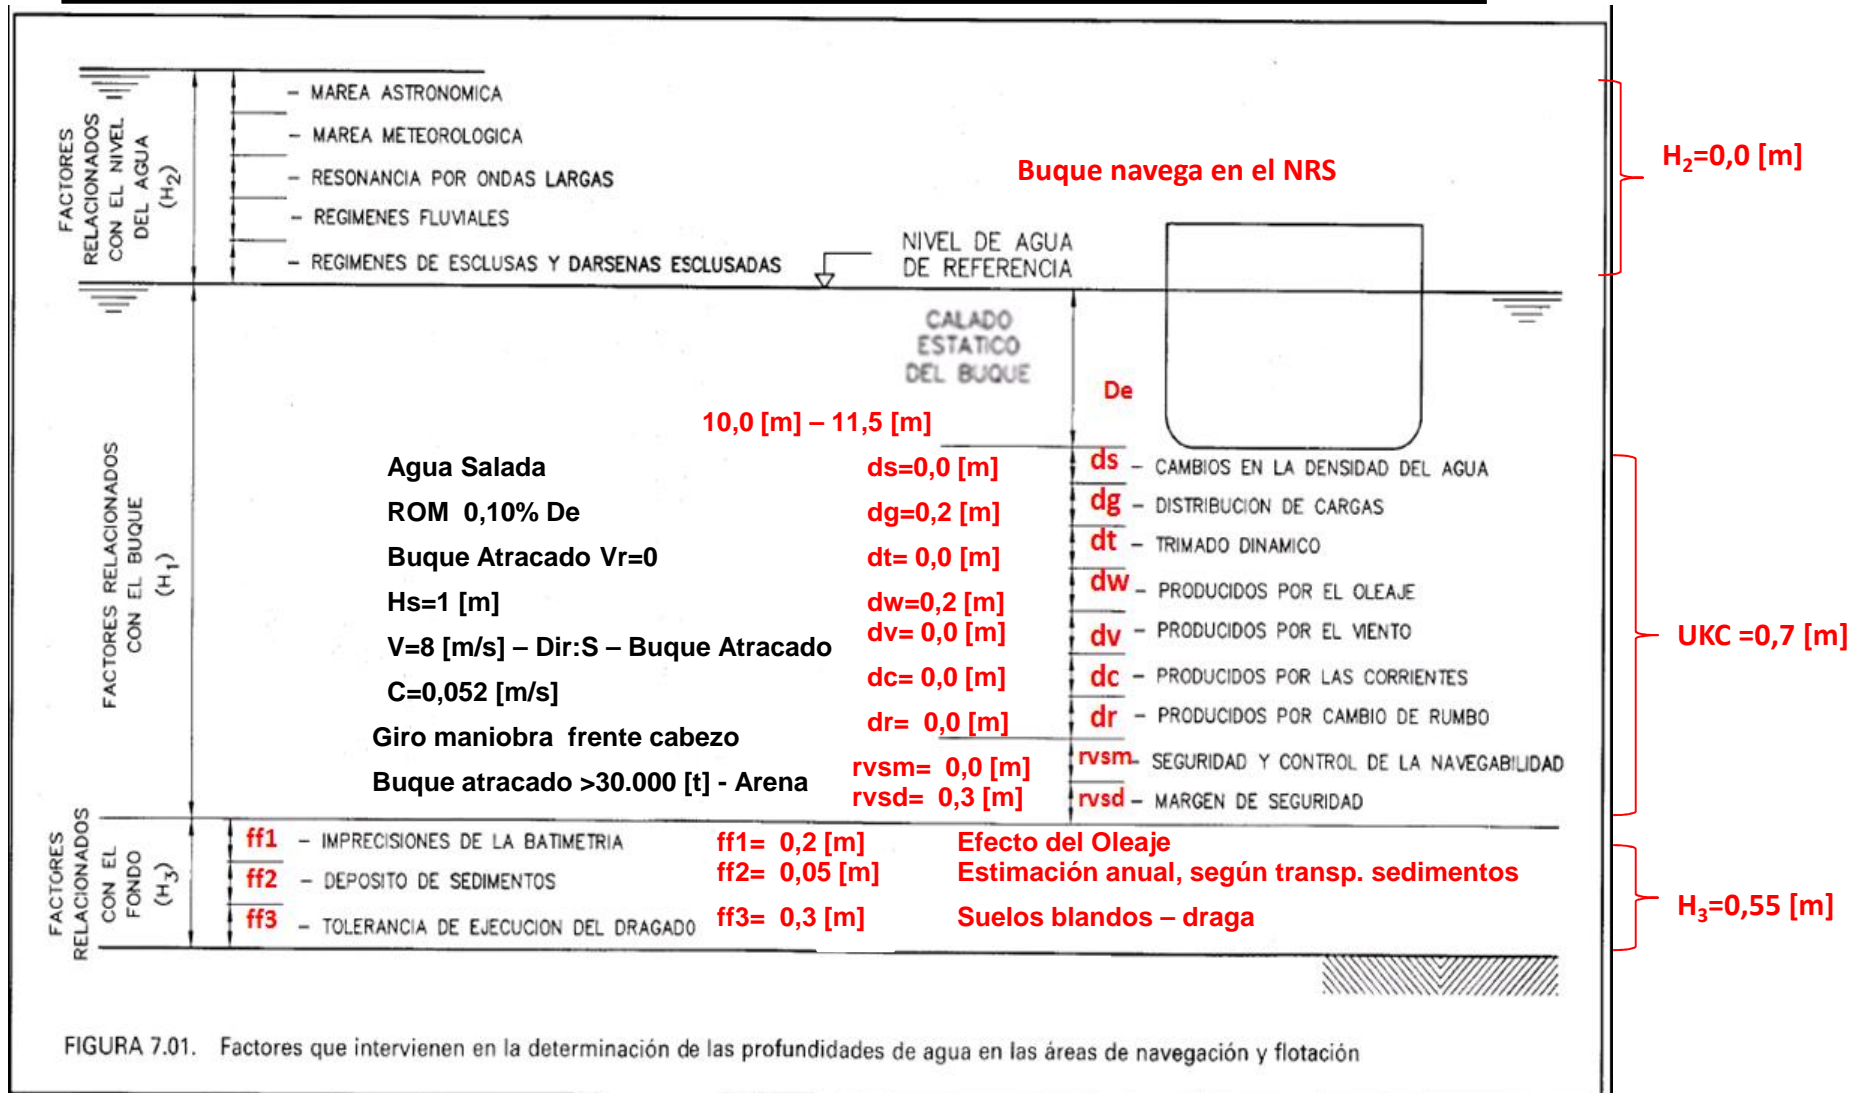 FACTORES
RELACIONADOS
CON EL NIVEL
DEL AGUA
(H2)
– MAREA ASTRONOMICA
– MAREA METEOROLOGICA
– RESONANCIA POR ONDAS LARGAS
– REGIMENES FLUVIALES
– REGIMENES DE ESCLUSAS Y DARSENAS ESCLUSADAS
Buque navega en el NRS
H2=0,0 [m]
NIVEL DE AGUA
DE REFERENCIA
CALADO
ESTATICO
DEL BUQUE
De
10,0 [m] – 11,5 [m]
FACTORES RELACIONADOS
CON EL BUQUE
(H1)
Agua Salada ds=0,0 [m] ds – CAMBIOS EN LA DENSIDAD DEL AGUA
ROM 0,10% De dg=0,2 [m] dg – DISTRIBUCION DE CARGAS
Buque Atracado Vr=0 dt= 0,0 [m] dt – TRIMADO DINAMICO
Hs=1 [m] dw=0,2 [m] dw – PRODUCIDOS POR EL OLEAJE
V=8 [m/s] – Dir:S – Buque Atracado dv= 0,0 [m] dv – PRODUCIDOS POR EL VIENTO
C=0,052 [m/s] dc= 0,0 [m] dc – PRODUCIDOS POR LAS CORRIENTES
Giro maniobra frente cabezo dr= 0,0 [m] dr – PRODUCIDOS POR CAMBIO DE RUMBO
rvsm= 0,0 [m] rvsm – SEGURIDAD Y CONTROL DE LA NAVEGABILIDAD
Buque atracado >30.000 [t] - Arena rvsd= 0,3 [m] rvsd – MARGEN DE SEGURIDAD
UKC =0,7 [m]
FACTORES
RELACIONADOS
CON EL
FONDO
(H3)
ff1 – IMPRECISIONES DE LA BATIMETRIA ff1= 0,2 [m] Efecto del Oleaje
ff2 – DEPOSITO DE SEDIMENTOS ff2= 0,05 [m] Estimación anual, según transp. sedimentos
ff3 – TOLERANCIA DE EJECUCION DEL DRAGADO ff3= 0,3 [m] Suelos blandos – draga
H3=0,55 [m]
FIGURA 7.01. Factores que intervienen en la determinación de las profundidades de agua en las áreas de navegación y flotación